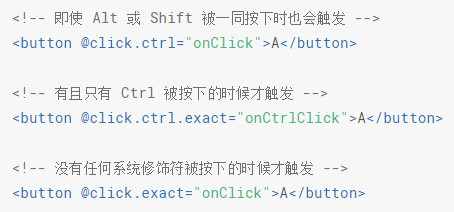 <!-- 即使 Alt 或 Shift 被一同按下时也会触发 -->
<button @click.ctrl="onClick">A</button>
<!-- 有且只有 Ctrl 被按下的时候才触发 -->
<button @click.ctrl.exact="onCtrlClick">A</button>
<!-- 没有任何系统修饰符被按下的时候才触发 -->
<button @click.exact="onClick">A</button>